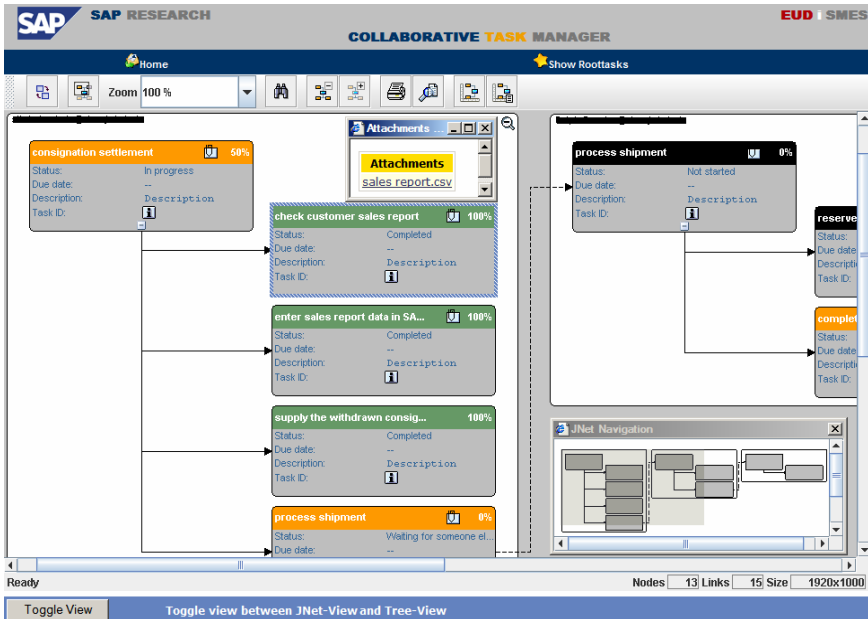 SAP
SAP RESEARCH
EUD i SMES
COLLABORATIVE TASK MANAGER
Home
Show Roottasks
Zoom 100 %
Attachments ...
Attachments
sales report.csv
consignation settlement 50%
Status: In progress
Due date: --
Description: Description
Task ID:
check customer sales report 100%
Status: Completed
Due date: --
Description: Description
Task ID:
enter sales report data in SA... 100%
Status: Completed
Due date: --
Description: Description
Task ID:
supply the withdrawn consig... 100%
Status: Completed
Due date: --
Description: Description
Task ID:
process shipment 0%
Status: Waiting for someone el...
Due date: --
process shipment 0%
Status: Not started
Due date: --
Description: Description
Task ID:
reserve
Status:
Due date
Descripti
Task ID:
complet
Status:
Due date
Descripti
Task ID:
JNet Navigation
Ready
Nodes 13 Links 15 Size 1920x1000
Toggle View
Toggle view between JNet-View and Tree-View